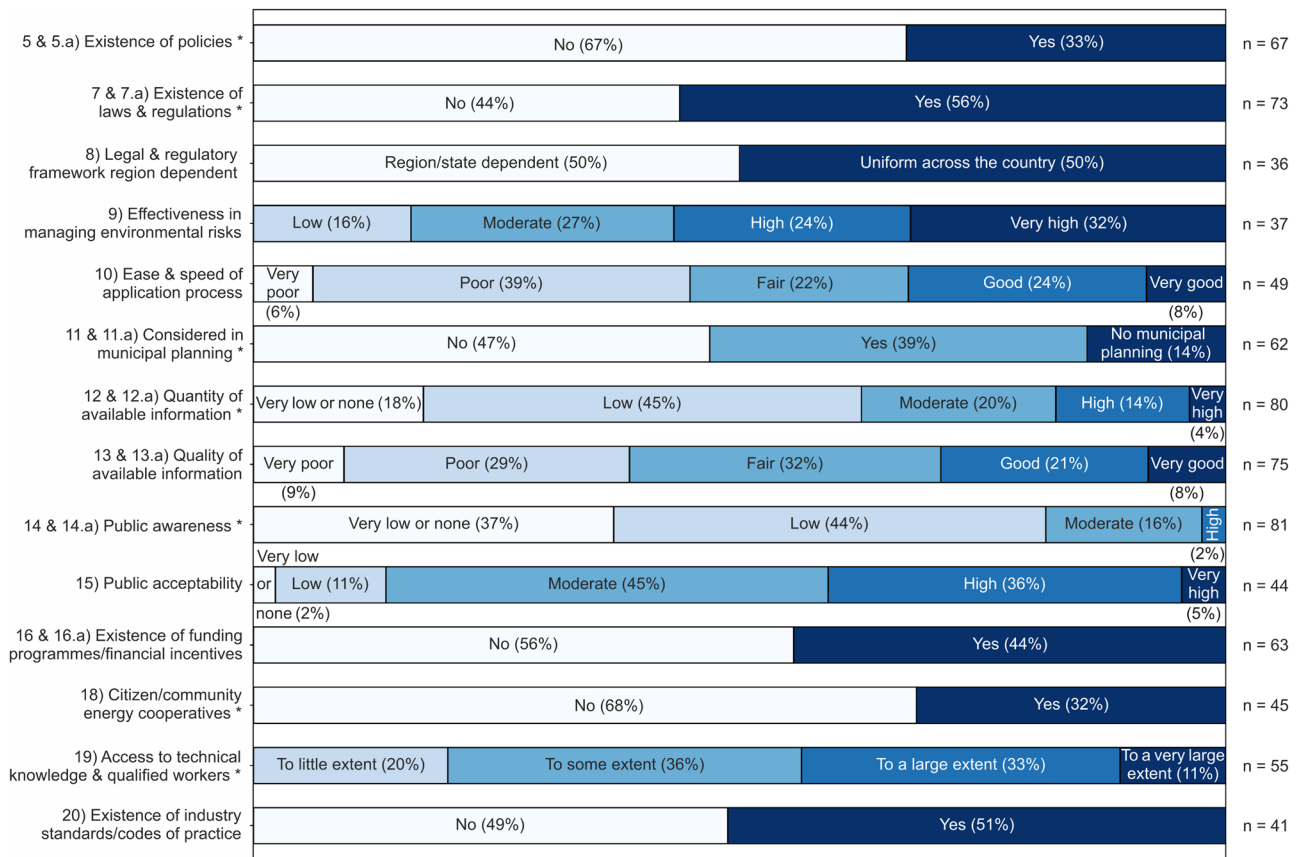 5 & 5.a) Existence of policies *
No (67%)
Yes (33%)
n = 67
7 & 7.a) Existence of
laws & regulations *
No (44%)
Yes (56%)
n = 73
8) Legal & regulatory
framework region dependent
Region/state dependent (50%)
Uniform across the country (50%)
n = 36
9) Effectiveness in
managing environmental risks
Low (16%)
Moderate (27%)
High (24%)
Very high (32%)
n = 37
10) Ease & speed of
application process
Very
poor
(6%)
Poor (39%)
Fair (22%)
Good (24%)
Very good
(8%)
n = 49
11 & 11.a) Considered in
municipal planning *
No (47%)
Yes (39%)
No municipal
planning (14%)
n = 62
12 & 12.a) Quantity of
available information *
Very low or none (18%)
Low (45%)
Moderate (20%)
High (14%)
Very
high
(4%)
n = 80
13 & 13.a) Quality of
available information
Very poor
(9%)
Poor (29%)
Fair (32%)
Good (21%)
Very good
(8%)
n = 75
14 & 14.a) Public awareness *
Very low or none (37%)
Low (44%)
Moderate (16%)
High
(2%)
n = 81
15) Public acceptability
Very low
or
none (2%)
Low (11%)
Moderate (45%)
High (36%)
Very
high
(5%)
n = 44
16 & 16.a) Existence of funding
programmes/financial incentives
No (56%)
Yes (44%)
n = 63
18) Citizen/community
energy cooperatives *
No (68%)
Yes (32%)
n = 45
19) Access to technical
knowledge & qualified workers *
To little extent (20%)
To some extent (36%)
To a large extent (33%)
To a very large
extent (11%)
n = 55
20) Existence of industry
standards/codes of practice
No (49%)
Yes (51%)
n = 41